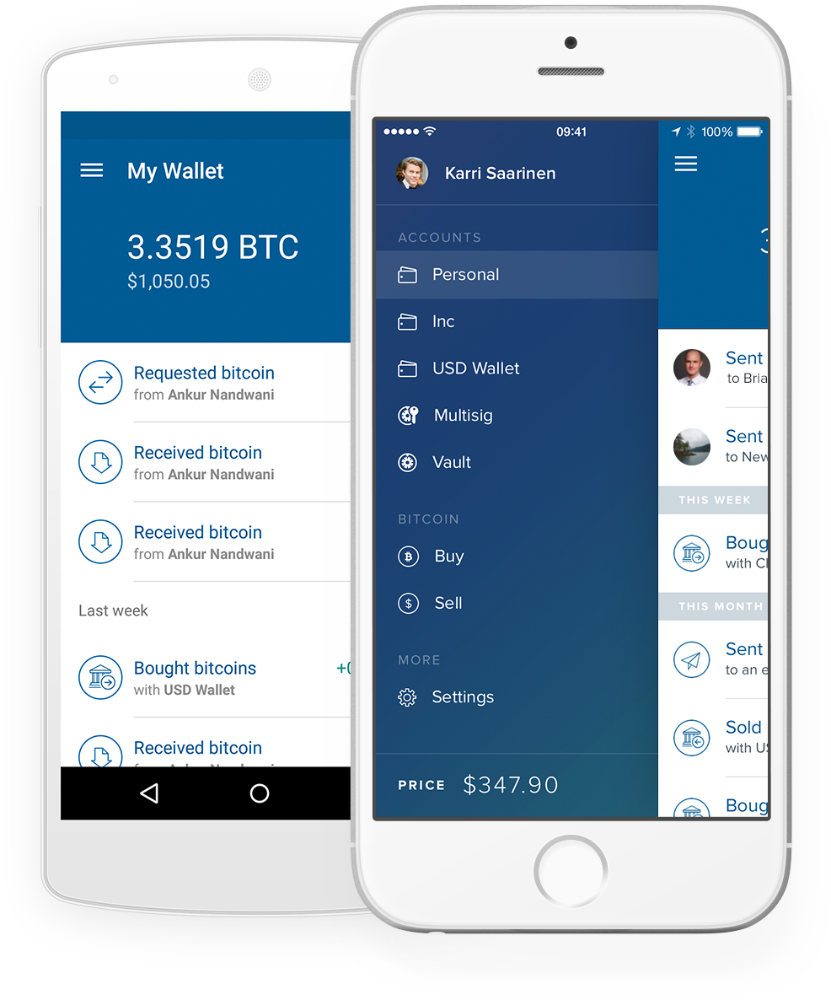 My Wallet
3.3519 BTC
$1,050.05
Requested bitcoin
from Ankur Nandwani
Received bitcoin
from Ankur Nandwani
Received bitcoin
from Ankur Nandwani
Last week
Bought bitcoins
with USD Wallet
Received bitcoin
09:41
100%
Karri Saarinen
ACCOUNTS
Personal
Inc
USD Wallet
Multisig
Vault
BITCOIN
Buy
Sell
MORE
Settings
PRICE $347.90
Sent
to Bria
Sent
to New
THIS WEEK
Boug
with
THIS MONTH
Sent
to an e
Sold
with
Boug